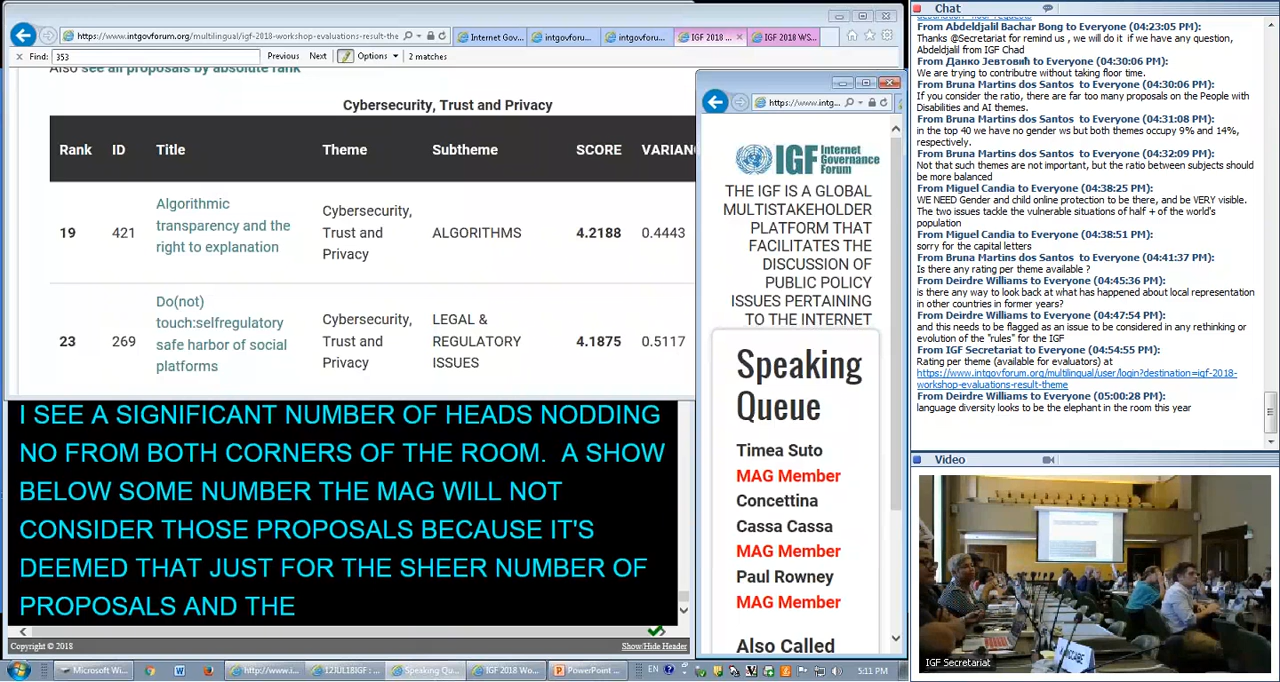 https://www.intgovforum.org/multilingual/igf-2018-workshop-evaluations-result-the
Internet Gov...
intgovforu...
intgovforu...
IGF 2018 ...
IGF 2018 WS...
Find: 353
Previous Next Options 2 matches
Also see all proposals by absolute rank
Cybersecurity, Trust and Privacy
Rank ID Title Theme Subtheme SCORE VARIANC
19 421 Algorithmic transparency and the right to explanation Cybersecurity, Trust and Privacy ALGORITHMS 4.2188 0.4443
23 269 Do(not) touch:selfregulatory safe harbor of social platforms Cybersecurity, Trust and Privacy LEGAL & REGULATORY ISSUES 4.1875 0.5117
I SEE A SIGNIFICANT NUMBER OF HEADS NODDING
NO FROM BOTH CORNERS OF THE ROOM. A SHOW
BELOW SOME NUMBER THE MAG WILL NOT
CONSIDER THOSE PROPOSALS BECAUSE IT'S
DEEMED THAT JUST FOR THE SHEER NUMBER OF
PROPOSALS AND THE
Copyright © 2018
Show/Hide Header
https://www.intg...
IGF Internet
Governance
Forum
THE IGF IS A GLOBAL
MULTISTAKEHOLDER
PLATFORM THAT
FACILITATES THE
DISCUSSION OF
PUBLIC POLICY
ISSUES PERTAINING
TO THE INTERNET
Speaking
Queue
Timea Suto
MAG Member
Concettina
Cassa Cassa
MAG Member
Paul Rowney
MAG Member
Also Called
Chat
From Abdeldjalil Bachar Bong to Everyone (04:23:05 PM):
Thanks @Secretariat for remind us , we will do it if we have any question,
Abdeldjalil from IGF Chad
From Данко Јевтовић to Everyone (04:30:06 PM):
We are trying to contributre without taking floor time.
From Bruna Martins dos Santos to Everyone (04:30:06 PM):
If you consider the ratio, there are far too many proposals on the People with
Disabilities and AI themes.
From Bruna Martins dos Santos to Everyone (04:31:08 PM):
in the top 40 we have no gender ws but both themes occupy 9% and 14%,
respectively.
From Bruna Martins dos Santos to Everyone (04:32:09 PM):
Not that such themes are not important, but the ratio between subjects should
be more balanced
From Miguel Candia to Everyone (04:38:25 PM):
WE NEED Gender and child online protection to be there, and be VERY visible.
The two issues tackle the vulnerable situations of half + of the world's
population
From Miguel Candia to Everyone (04:38:51 PM):
sorry for the capital letters
From Bruna Martins dos Santos to Everyone (04:41:37 PM):
Is there any rating per theme available ?
From Deirdre Williams to Everyone (04:45:36 PM):
is there any way to look back at what has happened about local representation
in other countries in former years?
From Deirdre Williams to Everyone (04:47:54 PM):
and this needs to be flagged as an issue to be considered in any rethinking or
evolution of the "rules" for the IGF
From IGF Secretariat to Everyone (04:54:55 PM):
Rating per theme (available for evaluators) at
https://www.intgovforum.org/multilingual/user/login?destination=igf-2018-
workshop-evaluations-result-theme
From Deirdre Williams to Everyone (05:00:28 PM):
language diversity looks to be the elephant in the room this year
Video
IGF Secretariat
Microsoft Wi...
http://www.i...
12JUL18IGF :...
Speaking Qu...
IGF 2018 Wo...
PowerPoint ...
EN
5:11 PM